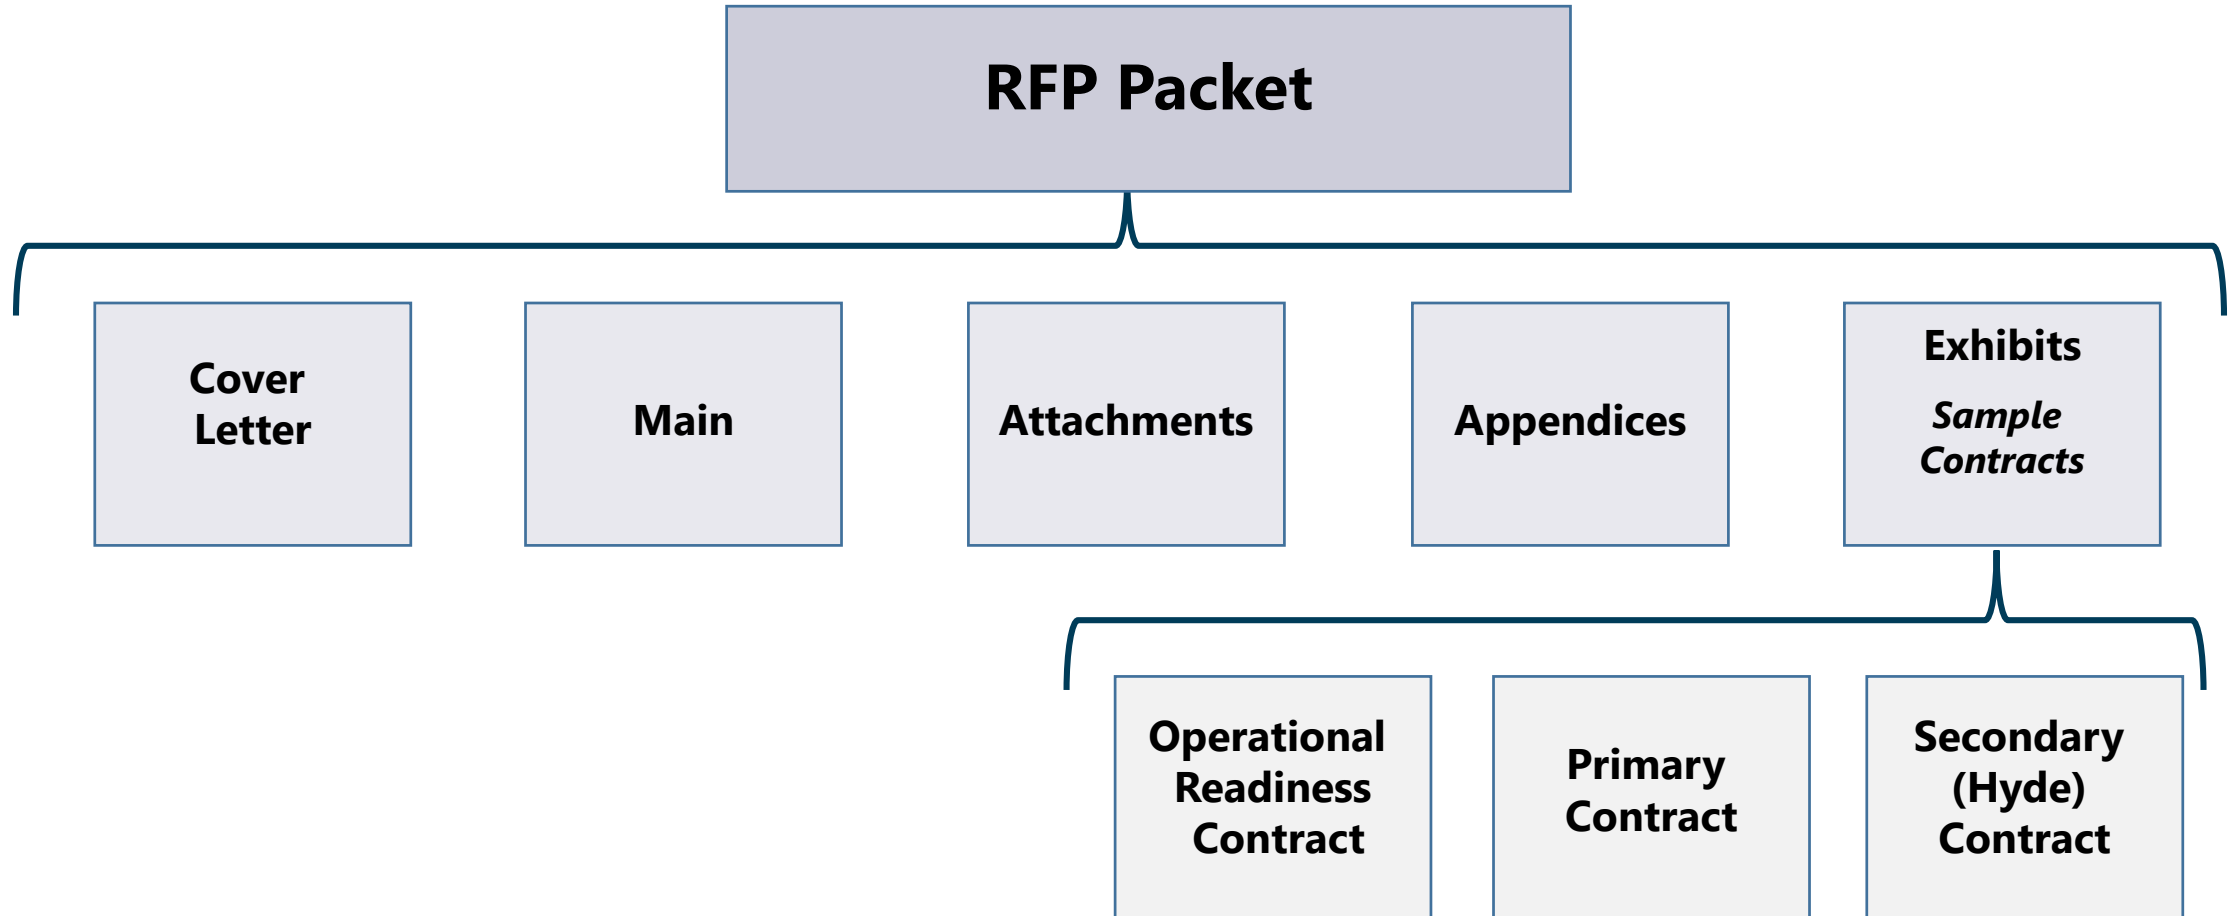 RFP Packet
Cover
Letter
Main
Attachments
Appendices
Exhibits
Sample
Contracts
Operational
Readiness
Contract
Primary
Contract
Secondary
(Hyde)
Contract